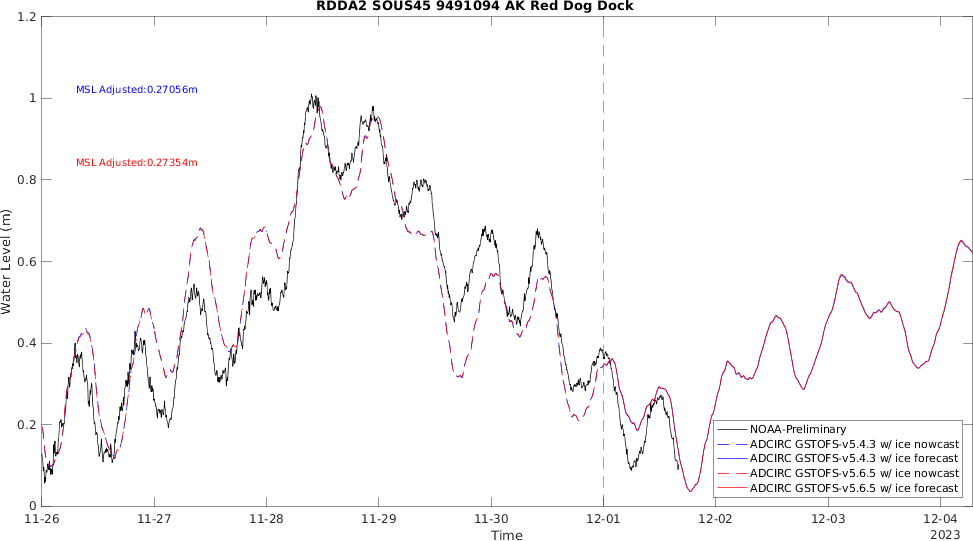 RDDA2 SOUS45 9491094 AK Red Dog Dock
1.2
MSL Adjusted:0.27056m
1
MSL Adjusted:0.27354m
0.8
0.6
0.4
0.2
0
Water Level (m)
NOAA-Preliminary
ADCIRC GSTOFS-v5.4.3 w/ ice nowcast
ADCIRC GSTOFS-v5.4.3 w/ ice forecast
ADCIRC GSTOFS-v5.6.5 w/ ice nowcast
ADCIRC GSTOFS-v5.6.5 w/ ice forecast
11-26 11-27 11-28 11-29 11-30 12-01 12-02 12-03 12-04
Time
2023